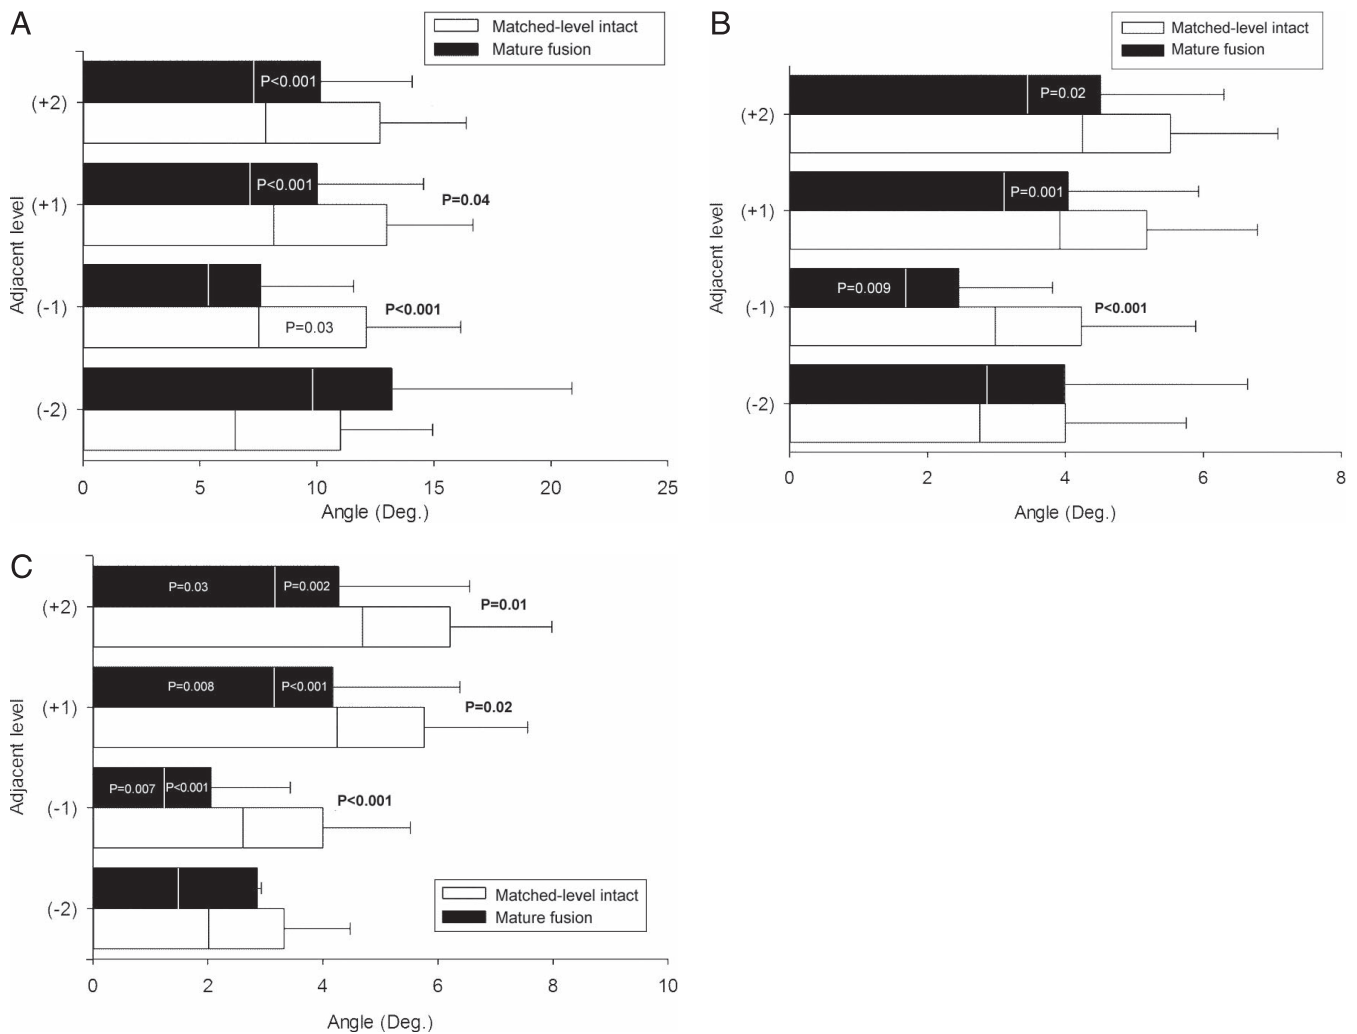 A
Matched-level intact
Mature fusion
Adjacent level
(+2)
P<0.001
(+1)
P<0.001
P=0.04
(-1)
P=0.03
P<0.001
(-2)
0 5 10 15 20 25
Angle (Deg.)
B
Matched-level intact
Mature fusion
Adjacent level
(+2)
P=0.02
(+1)
P=0.001
(-1)
P=0.009
P<0.001
(-2)
0 2 4 6 8
Angle (Deg.)
C
Adjacent level
(+2)
P=0.03 P=0.002
P=0.01
(+1)
P=0.008 P<0.001
P=0.02
(-1)
P=0.007 P<0.001
P<0.001
(-2)
Matched-level intact
Mature fusion
0 2 4 6 8 10
Angle (Deg.)